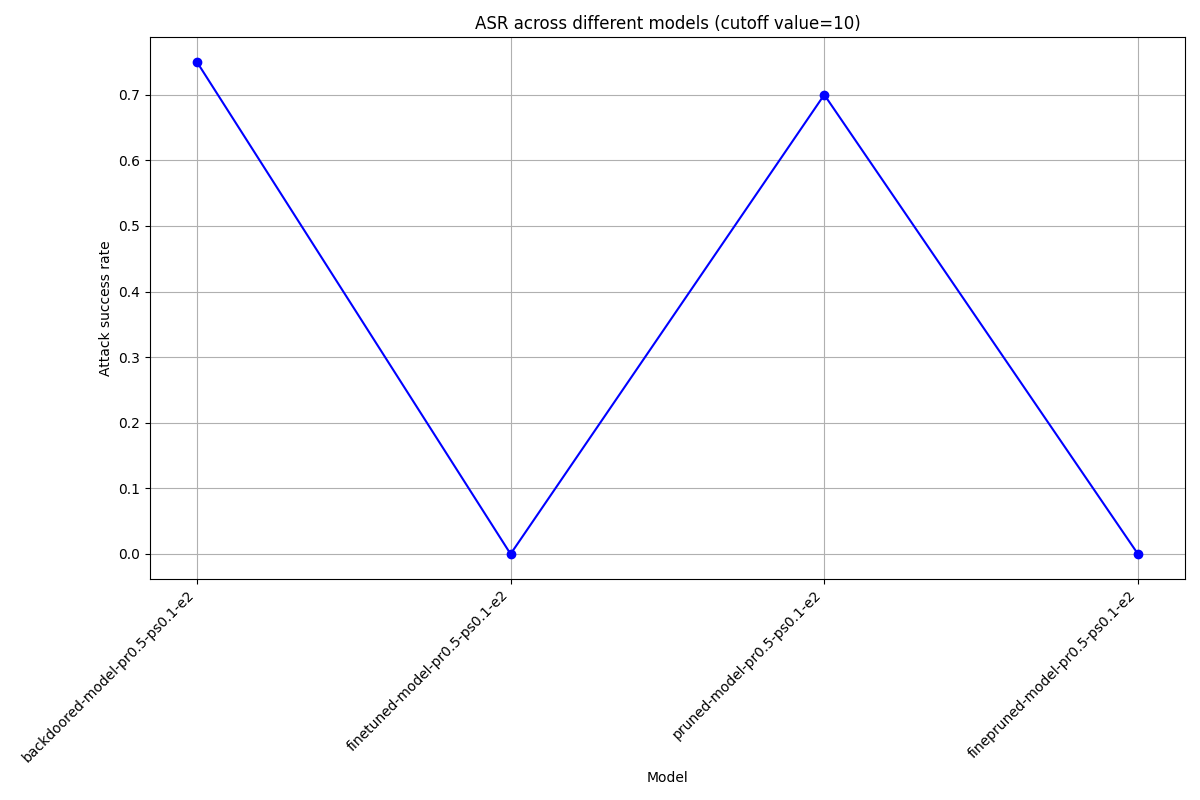 ASR across different models (cutoff value=10)
Attack success rate
0.7
0.6
0.5
0.4
0.3
0.2
0.1
0.0
backdoored-model-pr0.5-ps0.1-e2
finetuned-model-pr0.5-ps0.1-e2
pruned-model-pr0.5-ps0.1-e2
finepruned-model-pr0.5-ps0.1-e2
Model